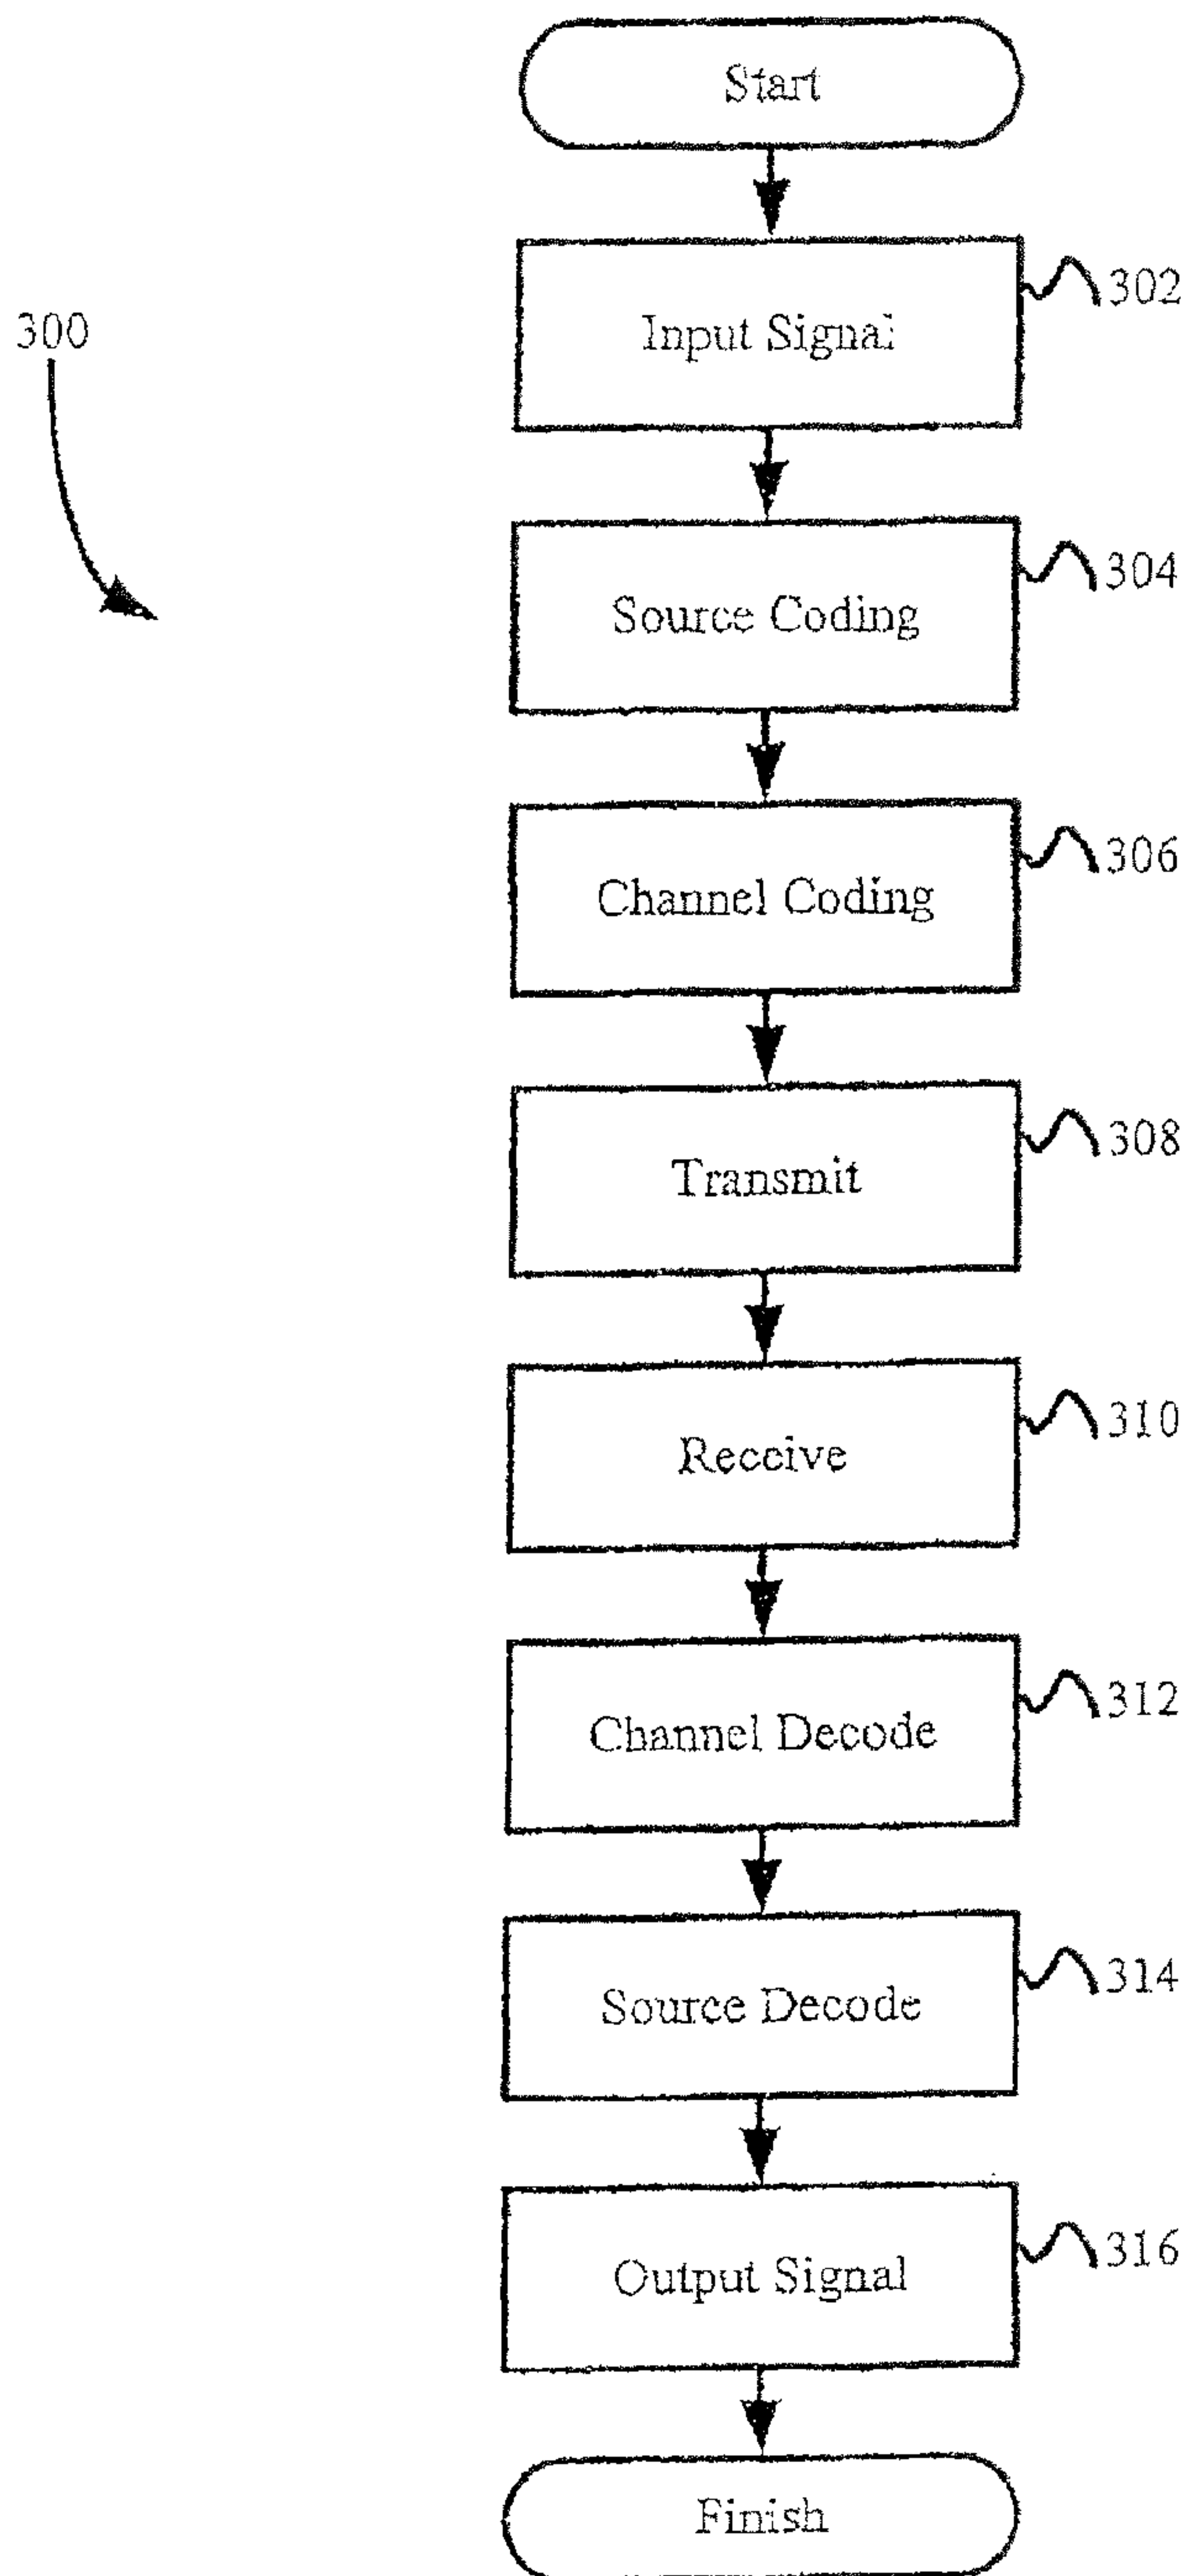 Start
302
300
Input Signal
304
Source Coding
306
Channel Coding
308
Transmit
310
Receive
312
Channel Decode
314
Source Decode
316
Output Signal
Finish